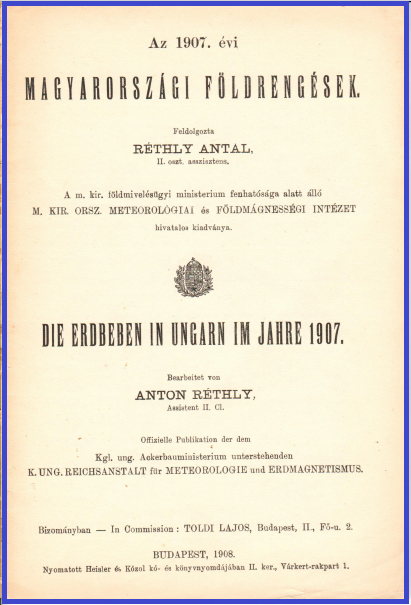 Az 1907. évi
MAGYARORSZÁGI FÖLDRENGÉSEK.
Feldolgozta
RÉTHLY ANTAL,
II. oszt. asszisztens.
A m. kir. földmivelésügyi ministerium fenhatósága alatt álló
M. KIR. ORSZ. METEOROLÓGIAI és FÖLDMÁGNESSÉGI INTÉZET
hivatalos kiadványa.
DIE ERDBEBEN IN UNGARN IM JAHRE 1907.
Bearbeitet von
ANTON RÉTHLY,
Assistent II. Cl.
Offizielle Publikation der dem
Kgl. ung. Ackerbauministerium unterstehenden
K. UNG. REICHSANSTALT für METEOROLOGIE und ERDMAGNETISMUS.
Bizományban — In Commission: TOLDI LAJOS, Budapest, II., Fő-u. 2.
BUDAPEST, 1908.
Nyomatott Heisler és Kózol kő- és könyvnyomdájában II. ker., Várkert-rakpart 1.